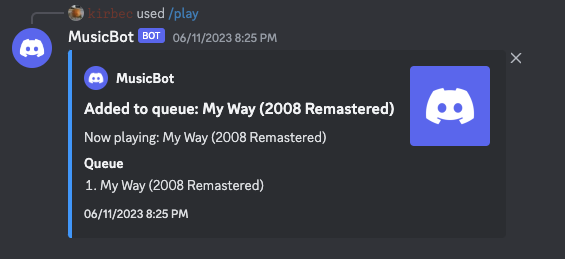 kirbec used /play
MusicBot BOT 06/11/2023 8:25 PM
MusicBot
Added to queue: My Way (2008 Remastered)
Now playing: My Way (2008 Remastered)
Queue
1. My Way (2008 Remastered)
06/11/2023 8:25 PM